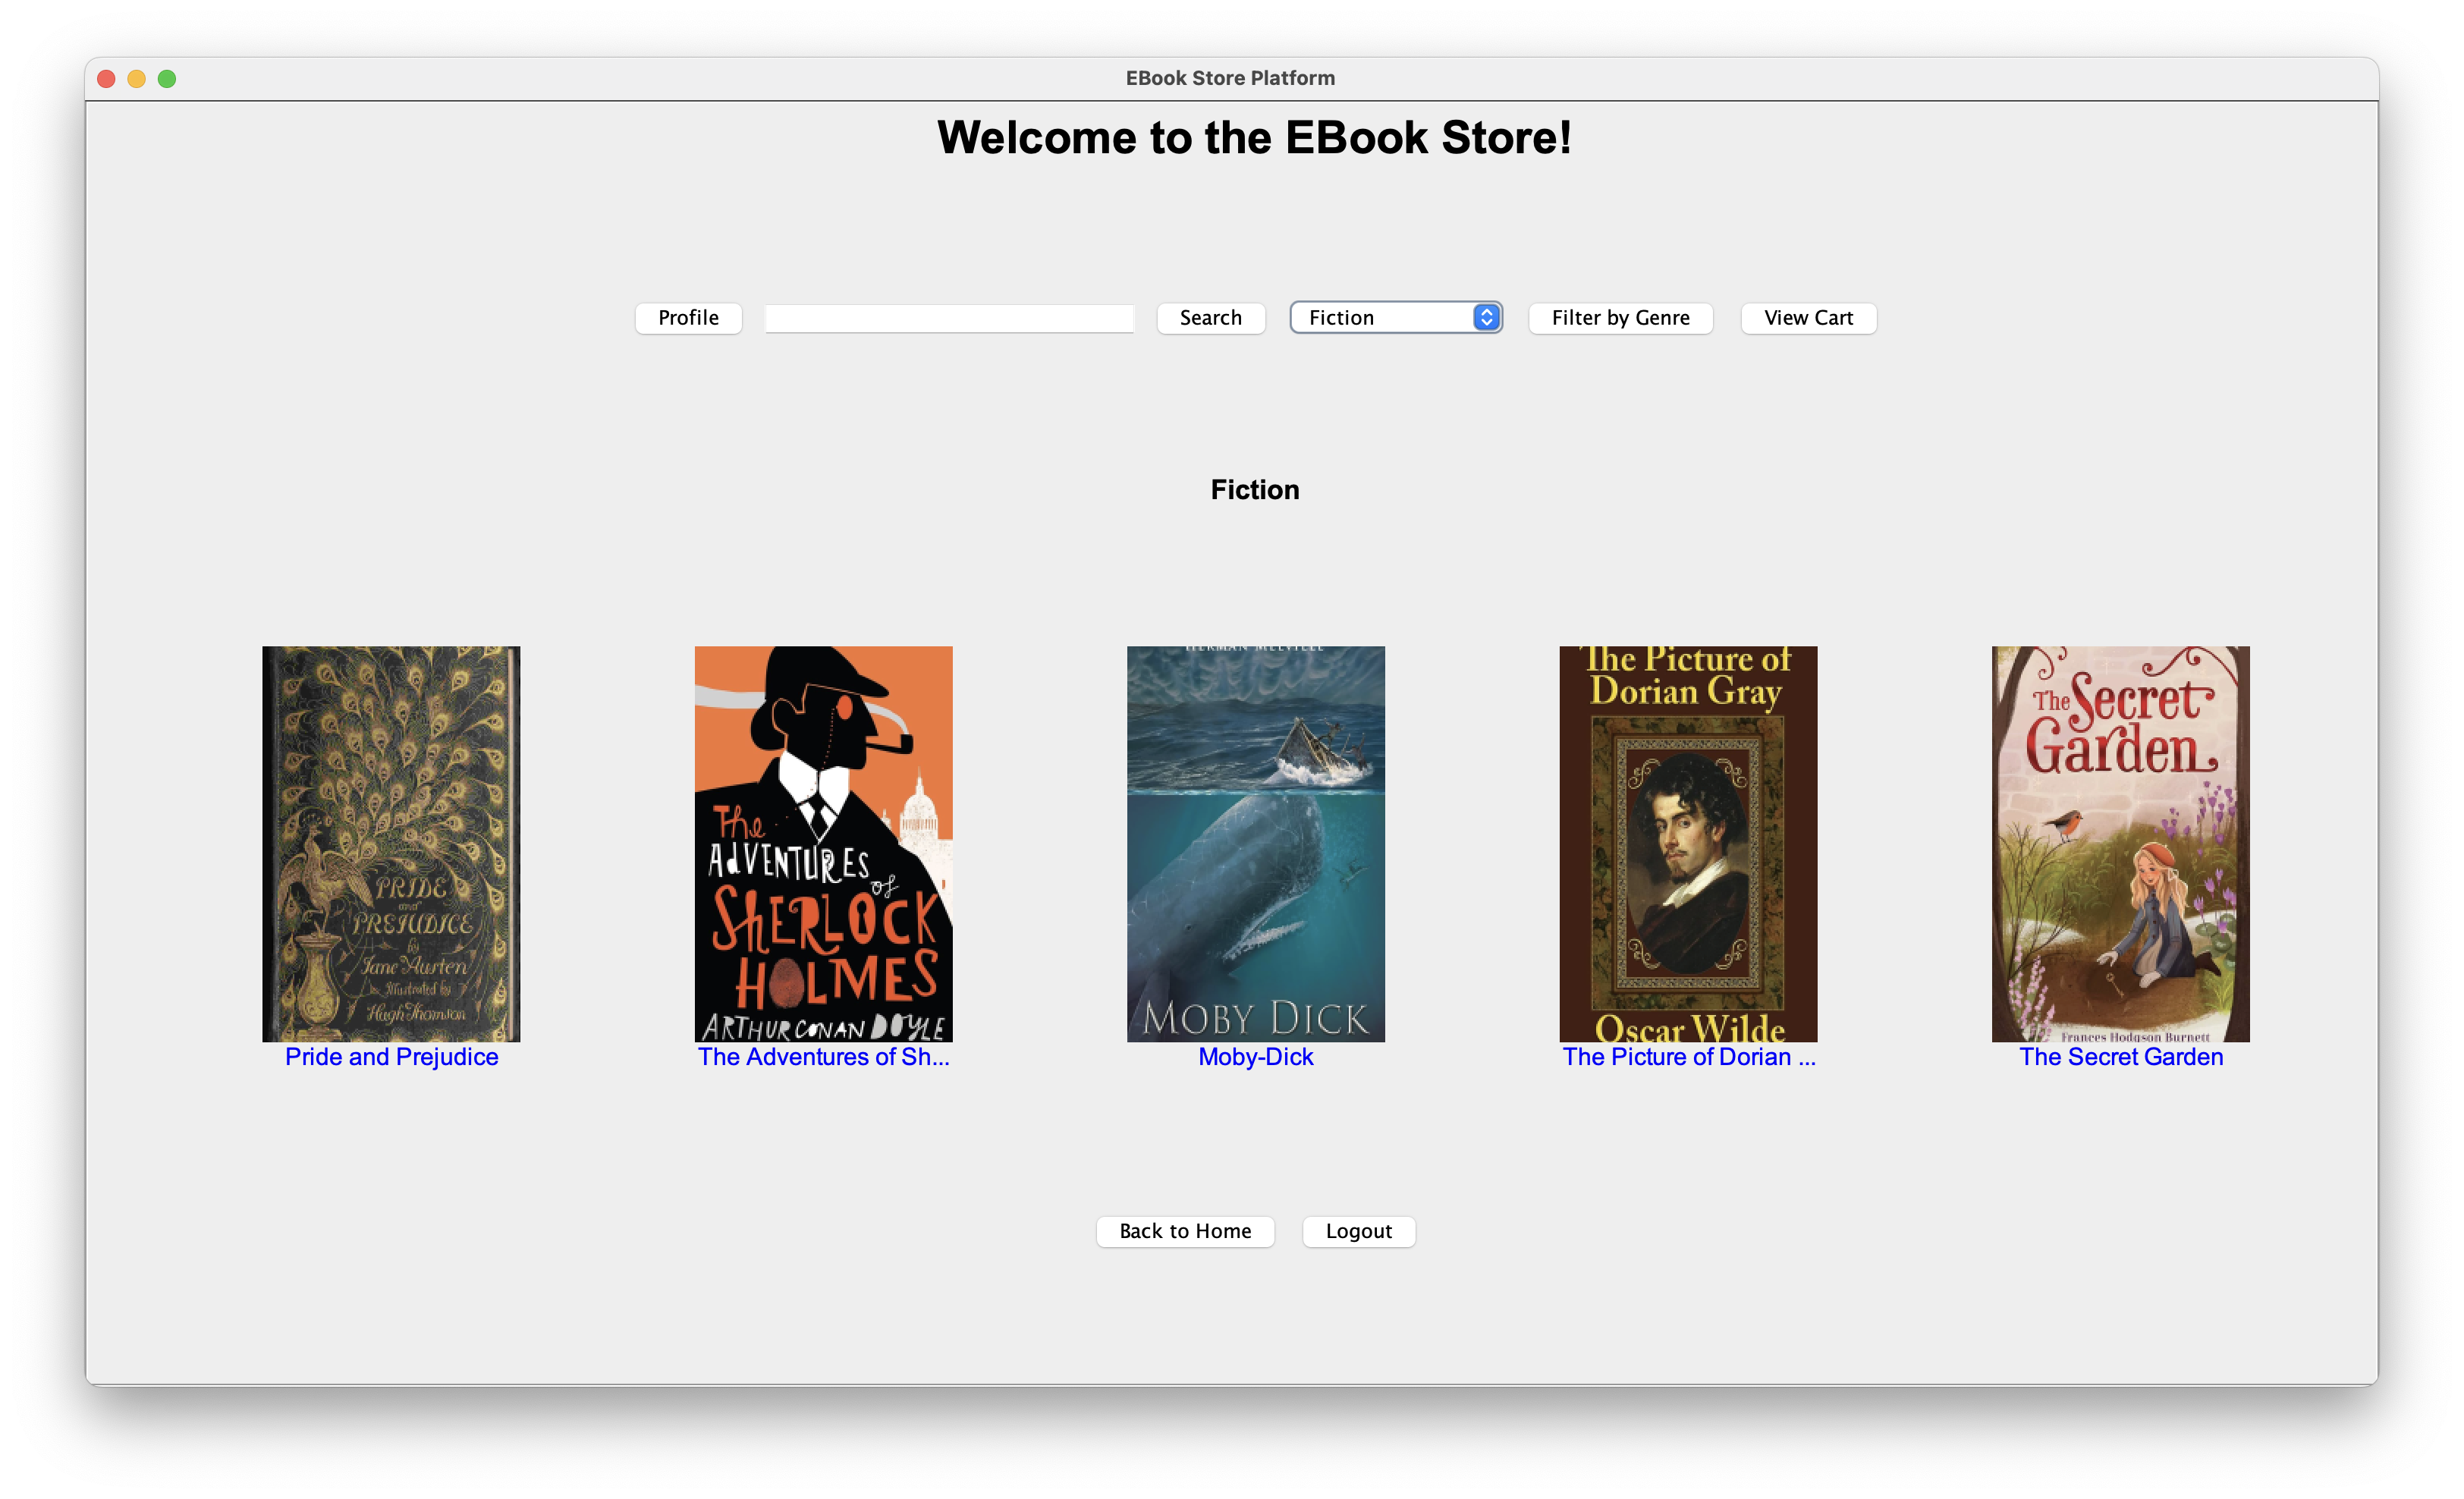 EBook Store Platform
Welcome to the EBook Store!
Profile
Search
Fiction
Filter by Genre
View Cart
Fiction
PRIDE
and
PREJUDICE
by
Jane Austen
Illustrated by
Hugh Thomson
Pride and Prejudice
The
ADVENTURES
of
SHERLOCK
HOLMES
ARTHUR CONAN DOYLE
The Adventures of Sh...
HERMAN MELVILLE
MOBY DICK
Moby-Dick
The Picture of
Dorian Gray
Oscar Wilde
The Picture of Dorian ...
The Secret
Garden
Frances Hodgson Burnett
The Secret Garden
Back to Home
Logout